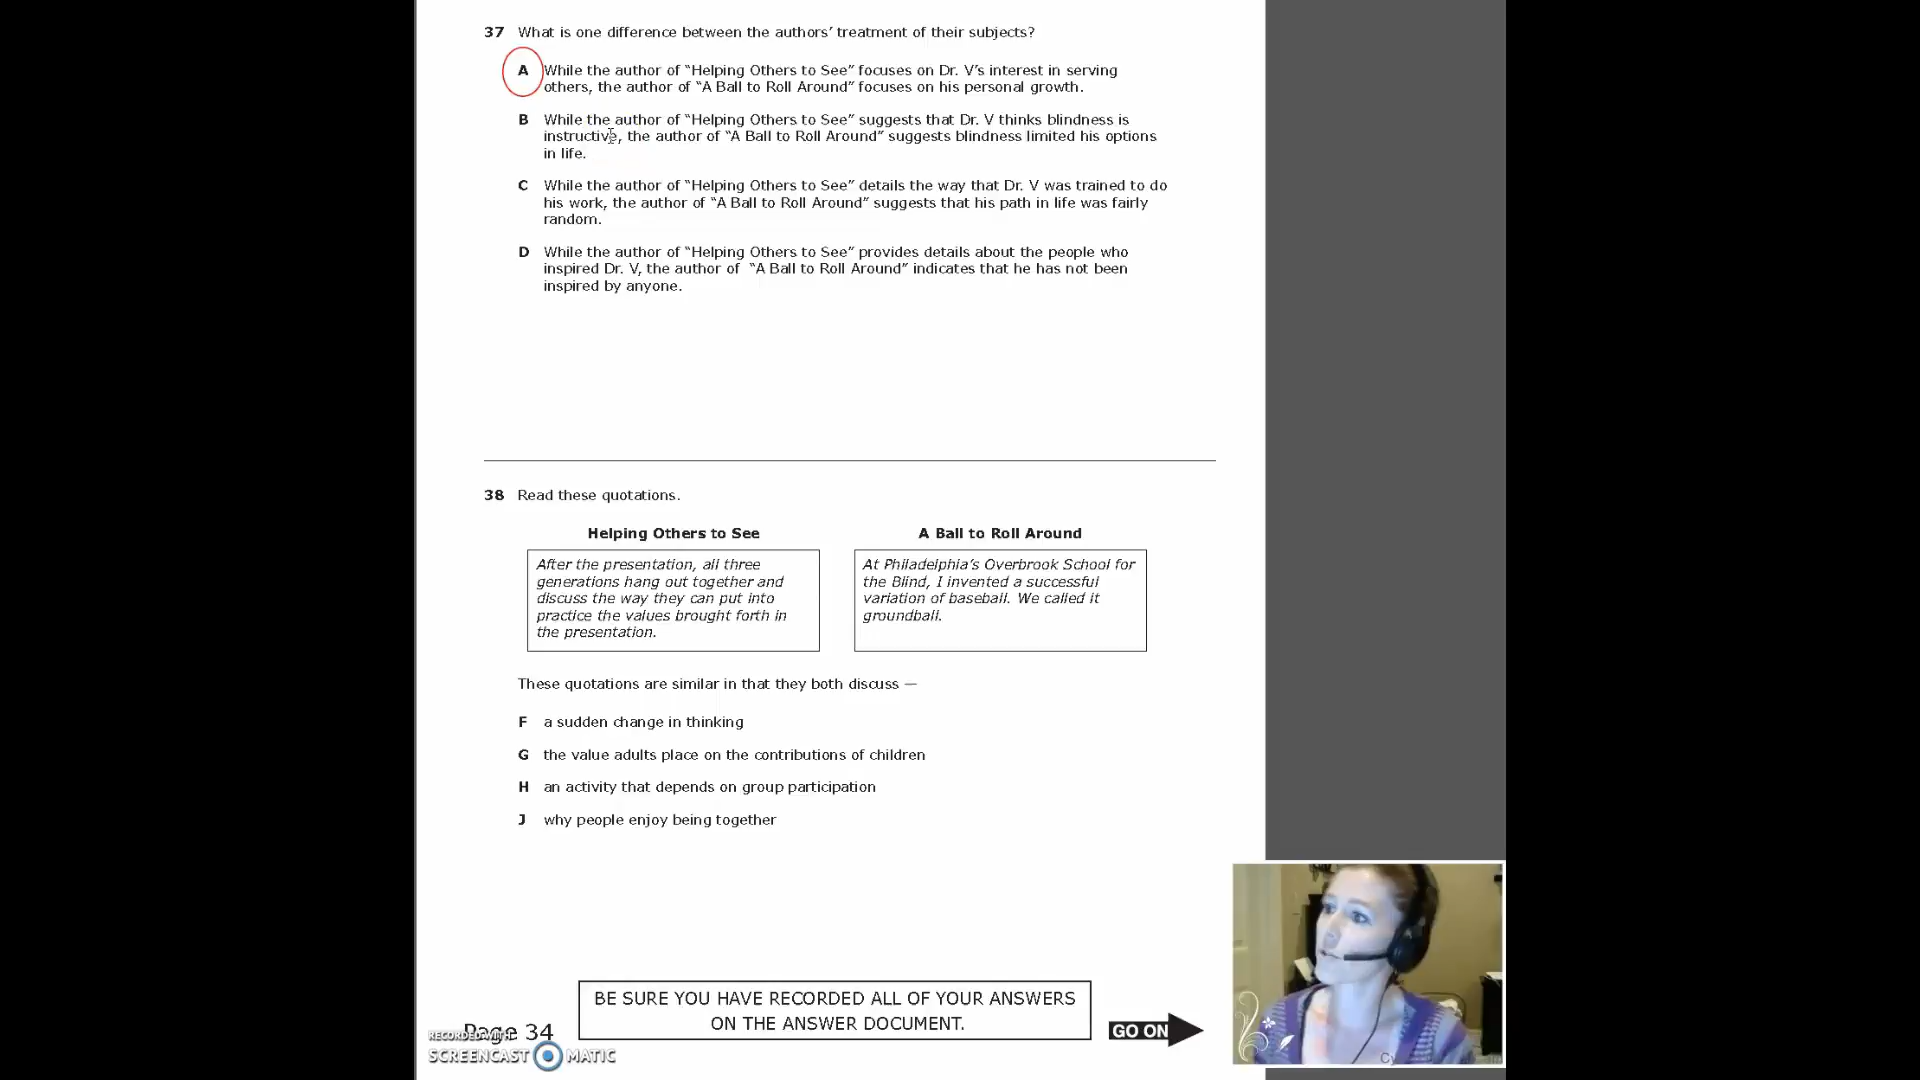 37 What is one difference between the authors’ treatment of their subjects?
A While the author of “Helping Others to See” focuses on Dr. V’s interest in serving
others, the author of “A Ball to Roll Around” focuses on his personal growth.
B While the author of “Helping Others to See” suggests that Dr. V thinks blindness is
instructive, the author of “A Ball to Roll Around” suggests blindness limited his options
in life.
C While the author of “Helping Others to See” details the way that Dr. V was trained to do
his work, the author of “A Ball to Roll Around” suggests that his path in life was fairly
random.
D While the author of “Helping Others to See” provides details about the people who
inspired Dr. V, the author of “A Ball to Roll Around” indicates that he has not been
inspired by anyone.
38 Read these quotations.
Helping Others to See
After the presentation, all three
generations hang out together and
discuss the way they can put into
practice the values brought forth in
the presentation.
A Ball to Roll Around
At Philadelphia’s Overbrook School for
the Blind, I invented a successful
variation of baseball. We called it
groundball.
These quotations are similar in that they both discuss —
F a sudden change in thinking
G the value adults place on the contributions of children
H an activity that depends on group participation
J why people enjoy being together
BE SURE YOU HAVE RECORDED ALL OF YOUR ANSWERS
ON THE ANSWER DOCUMENT.
Page 34
GO ON
RECORDED WITH
SCREENCAST MATIC